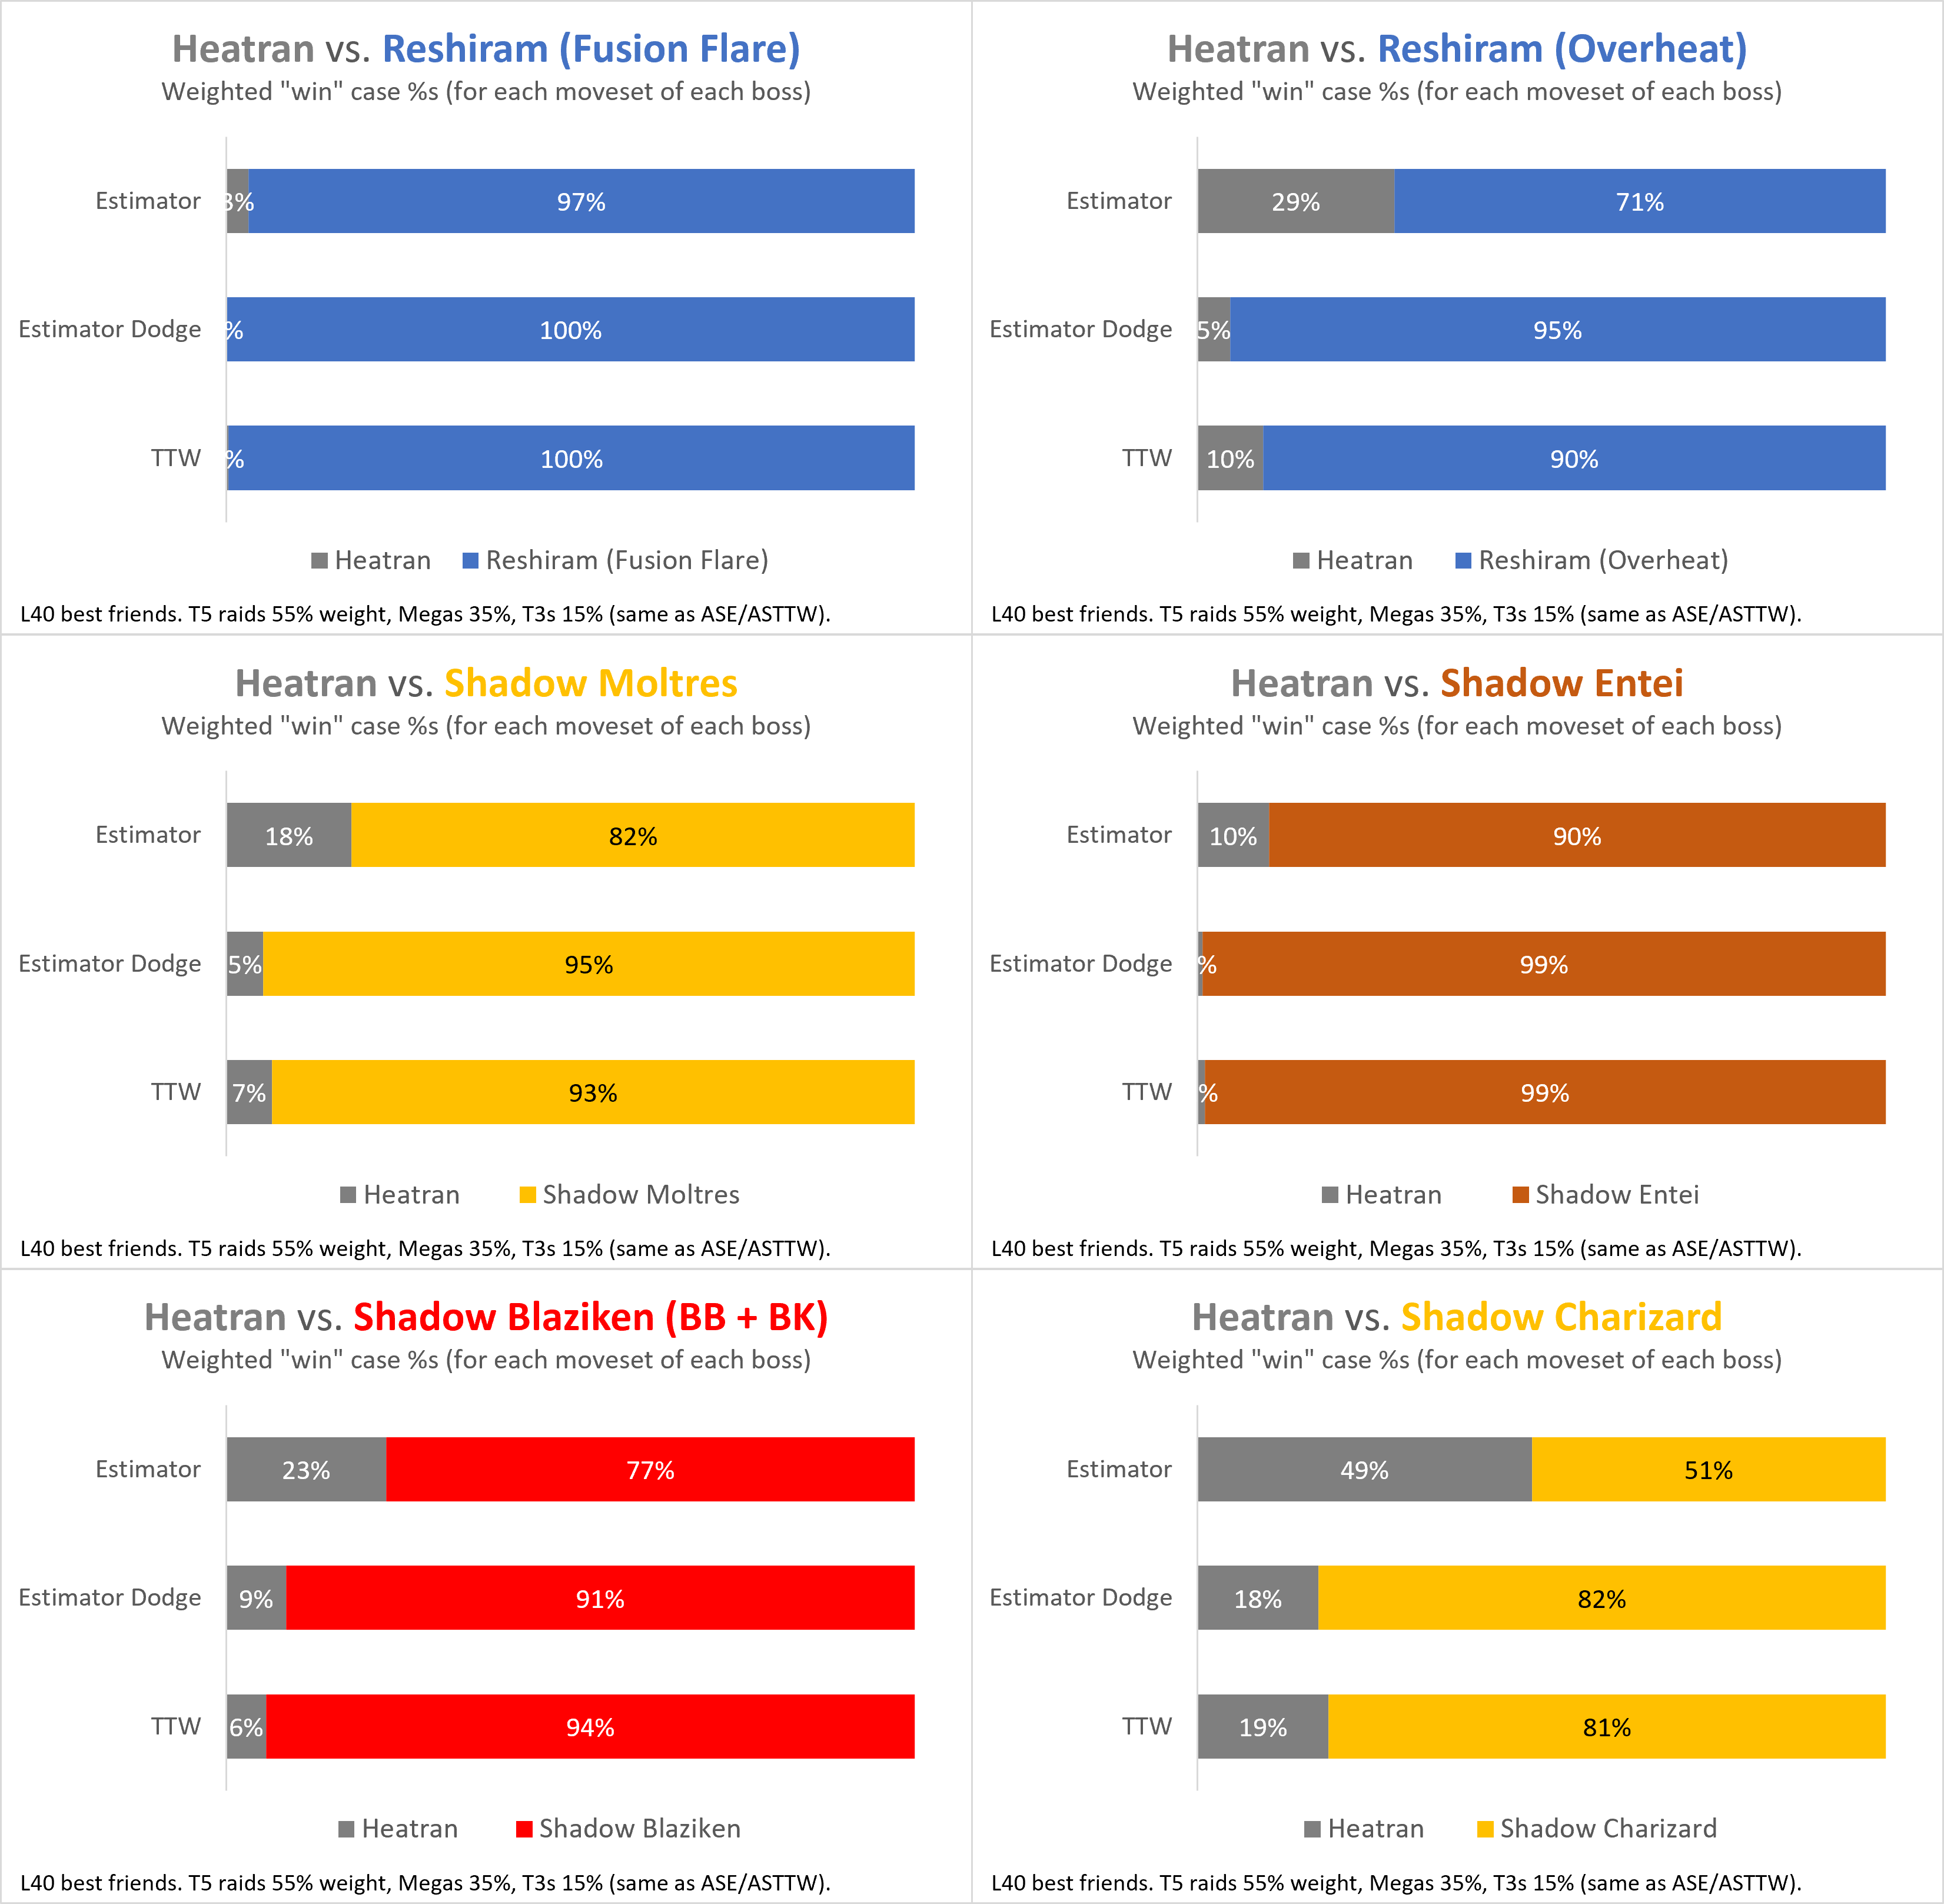 Heatran vs. Reshiram (Fusion Flare)
Weighted "win" case %s (for each moveset of each boss)
Estimator 3% 97%
Estimator Dodge % 100%
TTW % 100%
Heatran Reshiram (Fusion Flare)
L40 best friends. T5 raids 55% weight, Megas 35%, T3s 15% (same as ASE/ASTTW).
Heatran vs. Reshiram (Overheat)
Weighted "win" case %s (for each moveset of each boss)
Estimator 29% 71%
Estimator Dodge 5% 95%
TTW 10% 90%
Heatran Reshiram (Overheat)
L40 best friends. T5 raids 55% weight, Megas 35%, T3s 15% (same as ASE/ASTTW).
Heatran vs. Shadow Moltres
Weighted "win" case %s (for each moveset of each boss)
Estimator 18% 82%
Estimator Dodge 5% 95%
TTW 7% 93%
Heatran Shadow Moltres
L40 best friends. T5 raids 55% weight, Megas 35%, T3s 15% (same as ASE/ASTTW).
Heatran vs. Shadow Entei
Weighted "win" case %s (for each moveset of each boss)
Estimator 10% 90%
Estimator Dodge % 99%
TTW % 99%
Heatran Shadow Entei
L40 best friends. T5 raids 55% weight, Megas 35%, T3s 15% (same as ASE/ASTTW).
Heatran vs. Shadow Blaziken (BB + BK)
Weighted "win" case %s (for each moveset of each boss)
Estimator 23% 77%
Estimator Dodge 9% 91%
TTW 6% 94%
Heatran Shadow Blaziken
L40 best friends. T5 raids 55% weight, Megas 35%, T3s 15% (same as ASE/ASTTW).
Heatran vs. Shadow Charizard
Weighted "win" case %s (for each moveset of each boss)
Estimator 49% 51%
Estimator Dodge 18% 82%
TTW 19% 81%
Heatran Shadow Charizard
L40 best friends. T5 raids 55% weight, Megas 35%, T3s 15% (same as ASE/ASTTW).